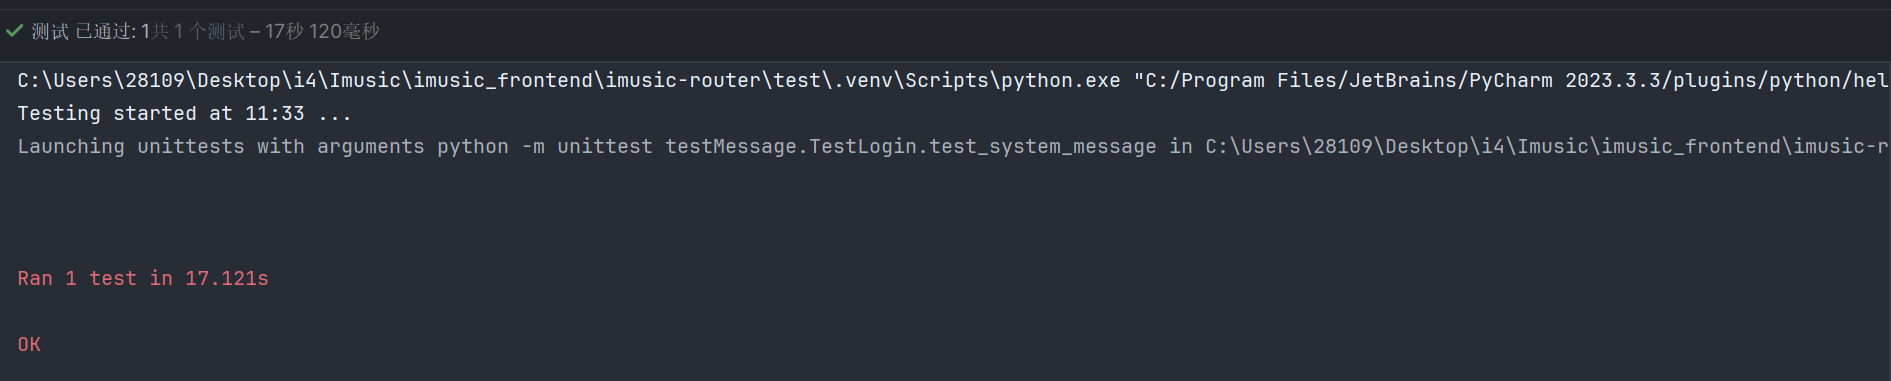 测试 已通过: 1共 1 个测试 – 17秒 120毫秒
C:\Users\28109\Desktop\i4\Imusic\imusic_frontend\imusic-router\test\.venv\Scripts\python.exe "C:/Program Files/JetBrains/PyCharm 2023.3.3/plugins/python/hel
Testing started at 11:33 ...
Launching unittests with arguments python -m unittest testMessage.TestLogin.test_system_message in C:\Users\28109\Desktop\i4\Imusic\imusic_frontend\imusic-r
Ran 1 test in 17.121s
OK